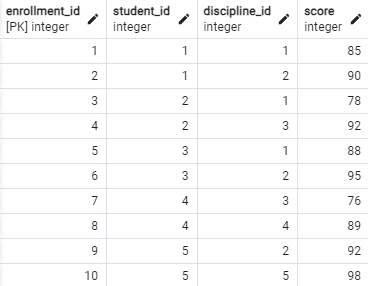 enrollment_id student_id discipline_id score
[PK] integer integer integer integer
1 1 1 85
2 1 2 90
3 2 1 78
4 2 3 92
5 3 1 88
6 3 2 95
7 4 3 76
8 4 4 89
9 5 2 92
10 5 5 98